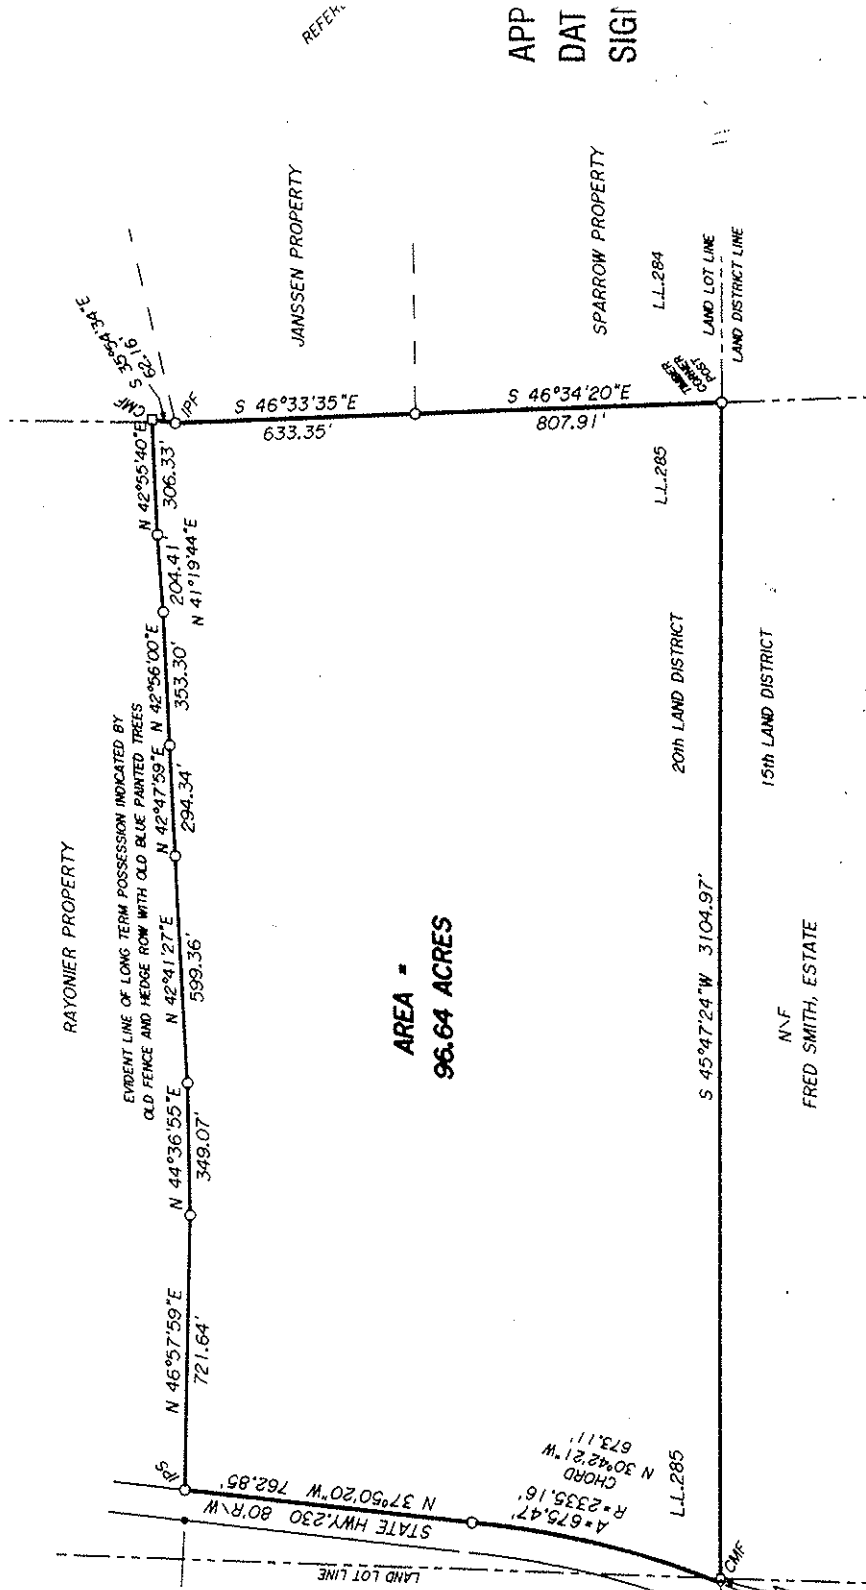 APP
DAT
SIG
JANSSEN PROPERTY
SPARROW PROPERTY
L.L.284
LAND LOT LINE
LAND DISTRICT LINE
S 35°54'34"E
62.16'
CMF
IPF
S 46°33'35"E
633.35'
S 46°34'20"E
807.91'
TIMBER
CORNER
POST
L.L.285
N 42°55'40"E
306.33'
204.41'
N 41°19'44"E
N 42°56'00"E
353.30'
N 42°47'59"E
294.34'
N 42°41'27"E
599.36'
N 44°36'55"E
349.07'
N 46°57'59"E
721.64'
IPS
RAYONIER PROPERTY
EVIDENT LINE OF LONG TERM POSSESSION INDICATED BY
OLD FENCE AND HEDGE ROW WITH OLD BLUE PAINTED TREES
AREA =
96.64 ACRES
20th LAND DISTRICT
15th LAND DISTRICT
S 45°47'24"W 3104.97'
N\F
FRED SMITH, ESTATE
N 37°50'20"W 762.85'
STATE HWY.230 80'R\W
A=675.47'
R=2335.16'
CHORD
N 30°42'21"W
673.11'
L.L.285
LAND LOT LINE
CMF